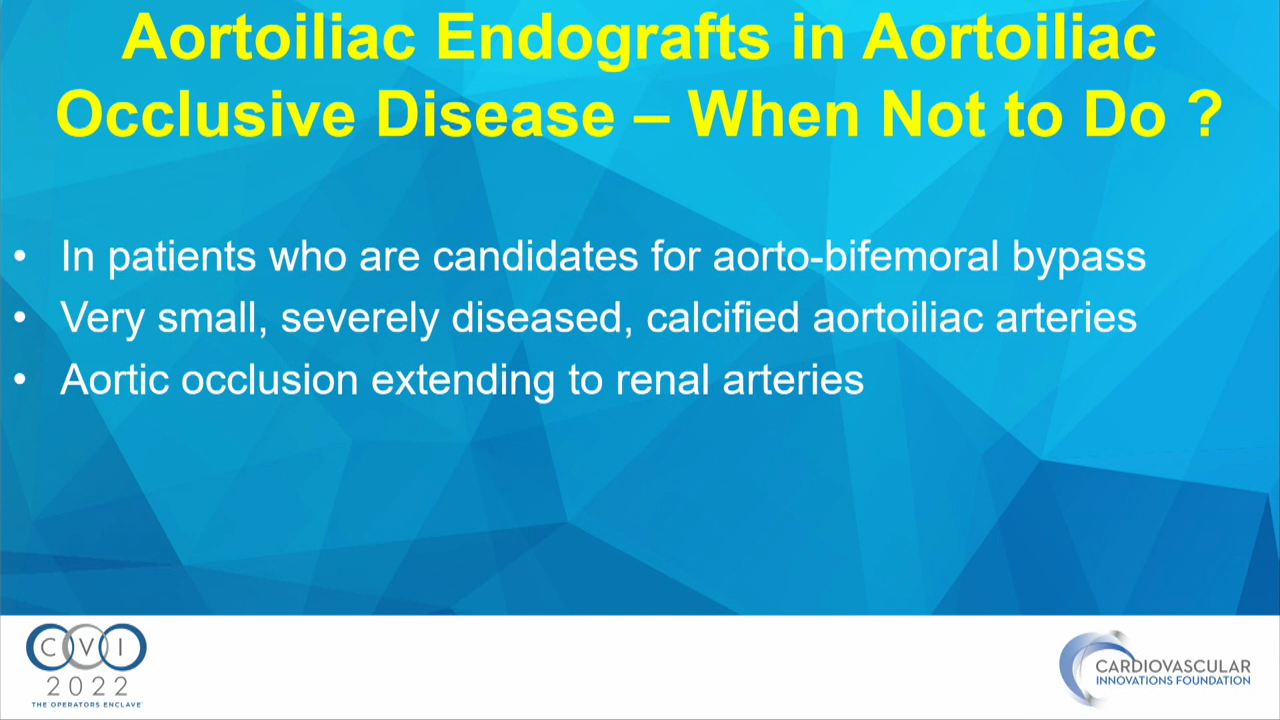 Aortoiliac Endografts in Aortoiliac
Occlusive Disease – When Not to Do ?
• In patients who are candidates for aorto-bifemoral bypass
• Very small, severely diseased, calcified aortoiliac arteries
• Aortic occlusion extending to renal arteries
CVI
2022
THE OPERATORS ENCLAVE
CARDIOVASCULAR
INNOVATIONS FOUNDATION